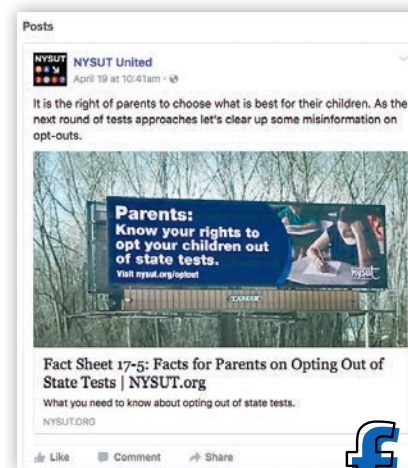 Posts
NYSUT
NYSUT United
April 19 at 10:41am ·
It is the right of parents to choose what is best for their children. As the
next round of tests approaches let's clear up some misinformation on
opt-outs.
Parents:
Know your rights to
opt your children out
of state tests.
Visit nysut.org/optout
nysut
Fact Sheet 17-5: Facts for Parents on Opting Out of
State Tests | NYSUT.org
What you need to know about opting out of state tests.
NYSUT.ORG
Like Comment Share
f